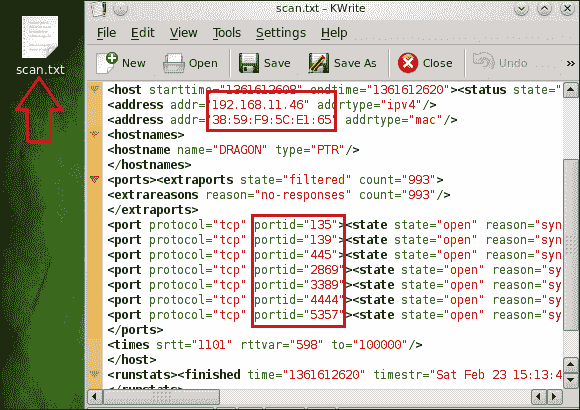 scan.txt
scan.txt - KWrite
File Edit View Tools Settings Help
New Open Save Save As Close Undo
<host starttime="1361612608" endtime="1361612620"><status state="
<address addr="192.168.11.46" addrtype="ipv4"/>
<address addr="38:59:F9:5C:E1:65" addrtype="mac"/>
<hostnames>
<hostname name="DRAGON" type="PTR"/>
</hostnames>
<ports><extraports state="filtered" count="993">
<extrareasons reason="no-responses" count="993"/>
</extraports>
<port protocol="tcp" portid="135"><state state="open" reason="syn
<port protocol="tcp" portid="139"><state state="open" reason="syn
<port protocol="tcp" portid="445"><state state="open" reason="syn
<port protocol="tcp" portid="2869"><state state="open" reason="sy
<port protocol="tcp" portid="3389"><state state="open" reason="sy
<port protocol="tcp" portid="4444"><state state="open" reason="sy
<port protocol="tcp" portid="5357"><state state="open" reason="sy
</ports>
<times srtt="1101" rttvar="598" to="100000"/>
</host>
<runstats><finished time="1361612620" timestr="Sat Feb 23 15:13:4
</runstats>